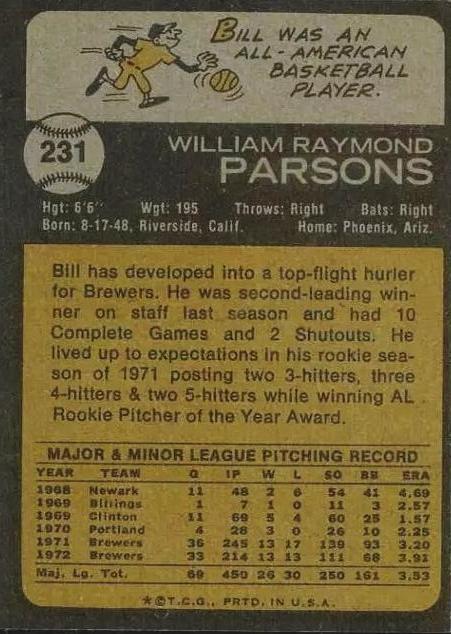 BILL WAS AN
ALL-AMERICAN
BASKETBALL
PLAYER.
231
WILLIAM RAYMOND
PARSONS
Hgt: 6'6" Wgt: 195 Throws: Right Bats: Right
Born: 8-17-48, Riverside, Calif. Home: Phoenix, Ariz.
Bill has developed into a top-flight hurler
for Brewers. He was second-leading win-
ner on staff last season and had 10
Complete Games and 2 Shutouts. He
lived up to expectations in his rookie sea-
son of 1971 posting two 3-hitters, three
4-hitters & two 5-hitters while winning AL
Rookie Pitcher of the Year Award.
MAJOR & MINOR LEAGUE PITCHING RECORD
YEAR TEAM G IP W L SO BB ERA
1968 Newark 11 48 2 6 54 41 4.69
1969 Billings 1 7 1 0 11 3 2.57
1969 Clinton 11 69 5 4 60 25 1.57
1970 Portland 4 28 3 0 26 10 2.25
1971 Brewers 36 245 13 17 139 93 3.20
1972 Brewers 33 214 13 13 111 68 3.91
Maj. Lg. Tot. 69 459 26 30 250 161 3.53
*©T.C.G., PRTD. IN U.S.A.